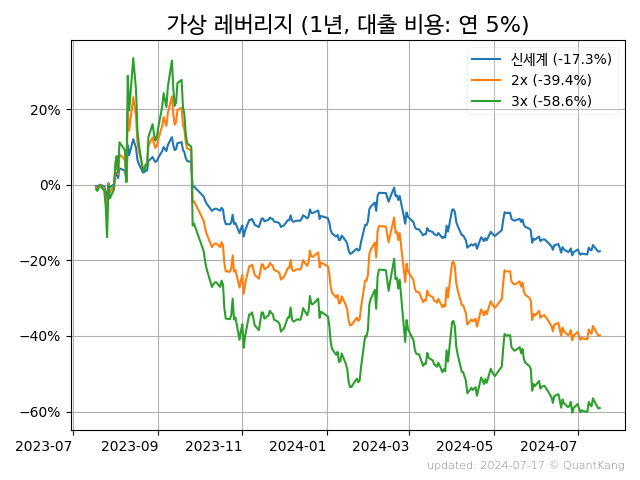 가상 레버리지 (1년, 대출 비용: 연 5%)
신세계 (-17.3%)
2x (-39.4%)
3x (-58.6%)
20%
0%
−20%
−40%
−60%
2023-07 2023-09 2023-11 2024-01 2024-03 2024-05 2024-07
updated: 2024-07-17 © QuantKang